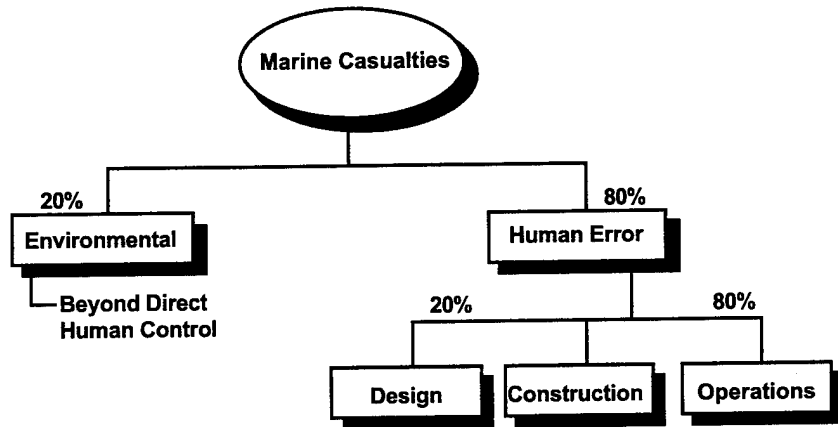 Marine Casualties
20%
80%
Environmental
Human Error
Beyond Direct
Human Control
20%
80%
Design
Construction
Operations